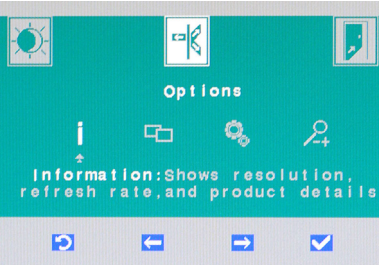 Options
Information:Shows resolution,
refresh rate,and product details